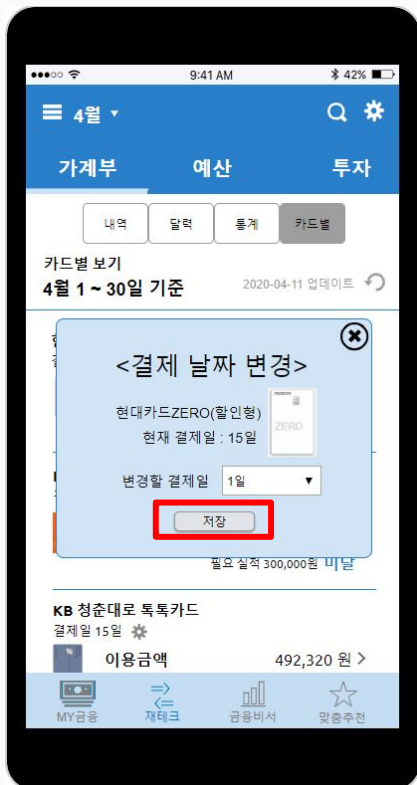 9:41 AM
42%
4월
가계부 예산 투자
내역 달력 통계 카드별
카드별 보기
4월 1 ~ 30일 기준
2020-04-11 업데이트
<결제 날짜 변경>
현대카드ZERO(할인형)
현재 결제일 : 15일
ZERO
변경할 결제일 1일
저장
필요 실적 300,000원 미달
KB 청춘대로 톡톡카드
결제일 15일
이용금액 492,320 원 >
MY금융 재테크 금융비서 맞춤추천